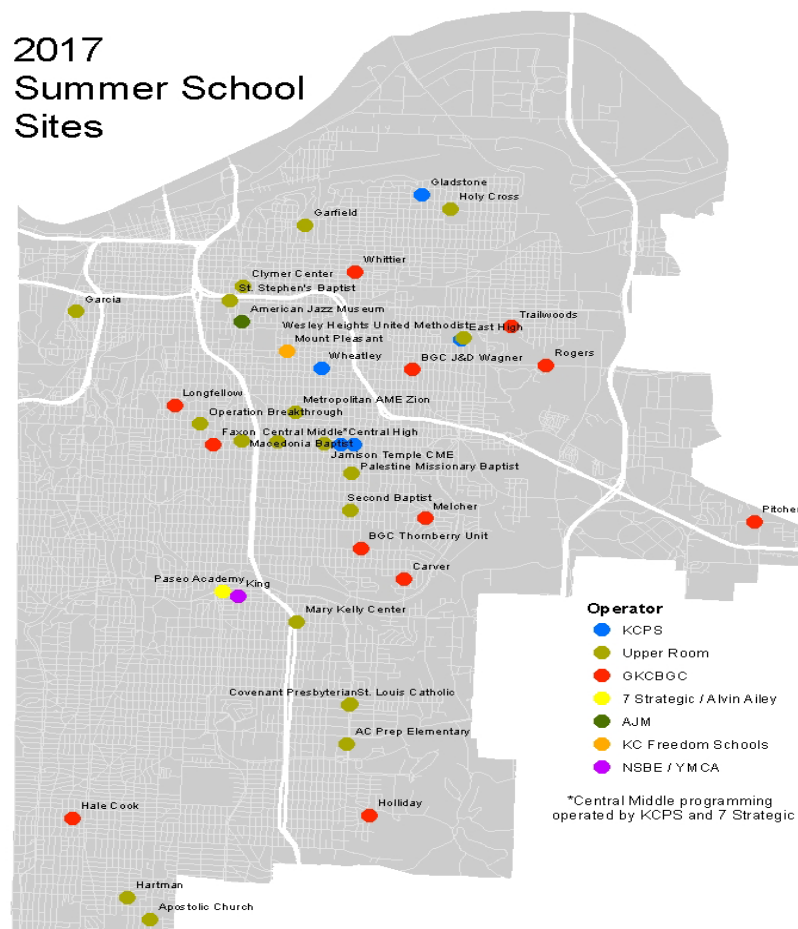 2017
Summer School
Sites
Gladstone
Holy Cross
Garfield
Whittier
Clymer Center
St. Stephen's Baptist
Garcia
American Jazz Museum
Trailwoods
Wesley Heights United Methodist
East High
Mount Pleasant
Wheatley
BGC J&D Wagner
Rogers
Longfellow
Metropolitan AME Zion
Operation Breakthrough
Faxon
Central Middle*
Central High
Macedonia Baptist
Jamison Temple CME
Palestine Missionary Baptist
Second Baptist
Melcher
Pitcher
BGC Thornberry Unit
Carver
Paseo Academy
King
Mary Kelly Center
Operator
KCPS
Upper Room
GKCBGC
7 Strategic / Alvin Ailey
AJM
KC Freedom Schools
NSBE / YMCA
Covenant Presbyterian
St. Louis Catholic
AC Prep Elementary
*Central Middle programming
operated by KCPS and 7 Strategic
Hale Cook
Holliday
Hartman
Apostolic Church